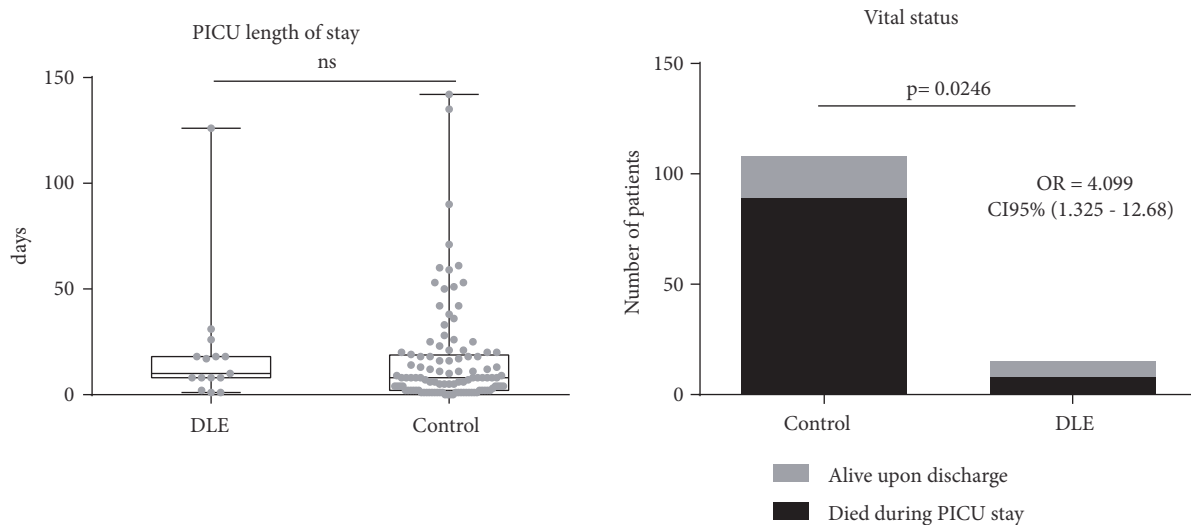 PICU length of stay
ns
150
100
50
0
days
DLE
Control
Vital status
150
100
50
0
Number of patients
p= 0.0246
OR = 4.099
CI95% (1.325 - 12.68)
Control
DLE
Alive upon discharge
Died during PICU stay